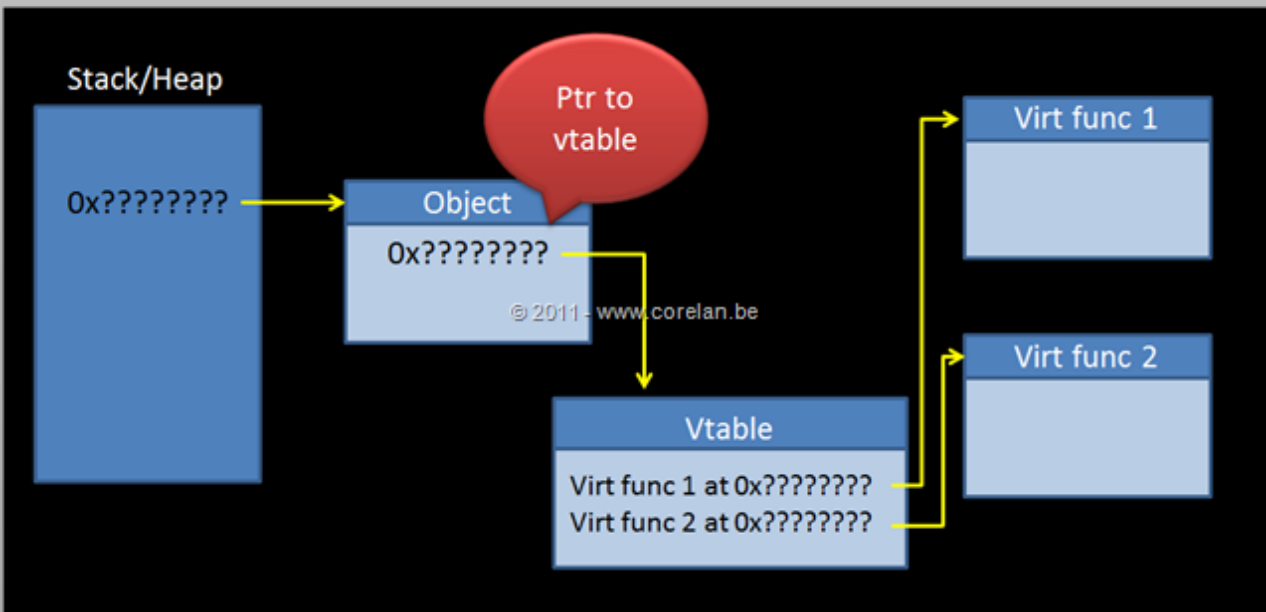 Stack/Heap
0x????????
Ptr to
vtable
Object
0x????????
© 2011 - www.corelan.be
Vtable
Virt func 1 at 0x????????
Virt func 2 at 0x????????
Virt func 1
Virt func 2